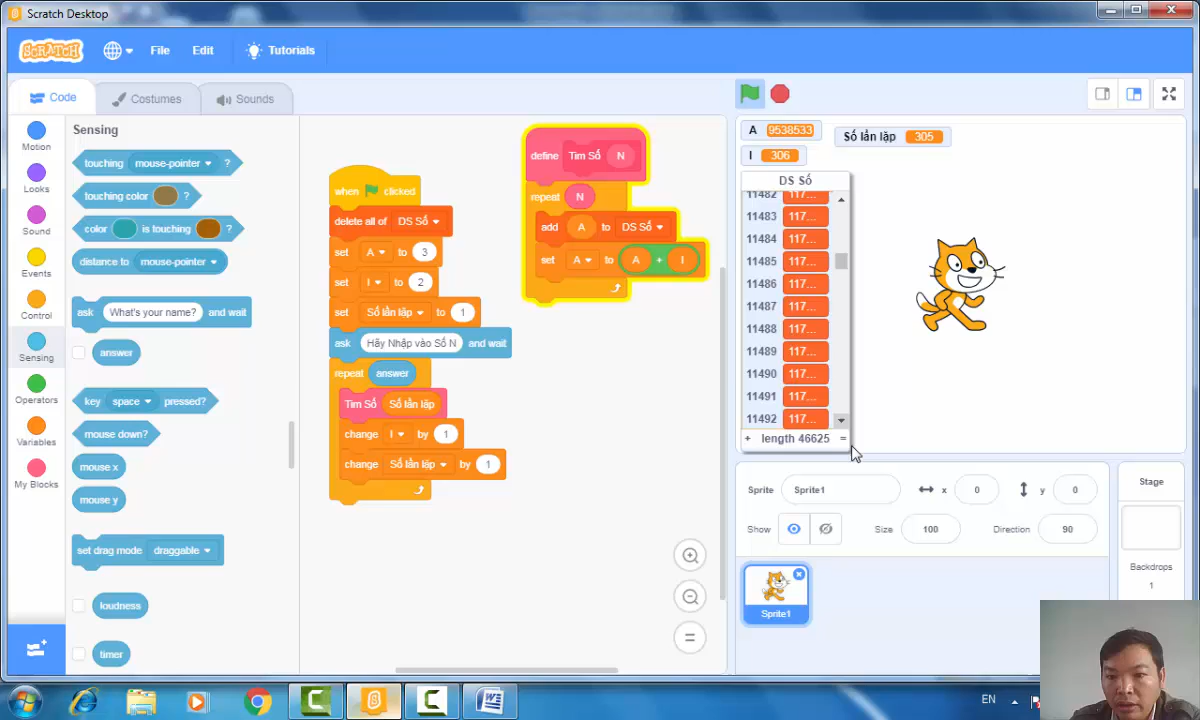 Scratch Desktop
SCRATCH
File
Edit
Tutorials
Code
Costumes
Sounds
Motion
Looks
Sound
Events
Control
Sensing
Operators
Variables
My Blocks
Sensing
touching mouse-pointer ?
touching color ?
color is touching ?
distance to mouse-pointer
ask What's your name? and wait
answer
key space pressed?
mouse down?
mouse x
mouse y
set drag mode draggable
loudness
timer
when clicked
delete all of DS Số
set A to 3
set I to 2
set Số lần lặp to 1
ask Hãy Nhập vào Số N and wait
repeat answer
Tim Số Số lần lặp
change I by 1
change Số lần lặp by 1
define Tim Số N
repeat N
add A to DS Số
set A to A + I
A 9538533
Số lần lặp 305
I 306
DS Số
11482 117...
11483 117...
11484 117...
11485 117...
11486 117...
11487 117...
11488 117...
11489 117...
11490 117...
11491 117...
11492 117...
+ length 46625 =
Sprite Sprite1 x 0 y 0
Show Size 100 Direction 90
Sprite1
Stage
Backdrops
1
EN